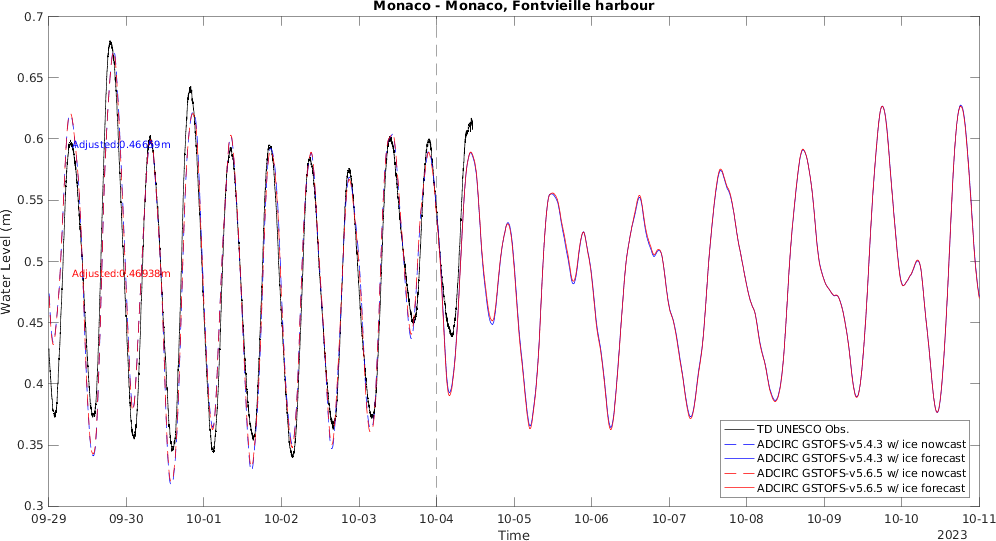 Monaco - Monaco, Fontvieille harbour
0.7
0.65
0.6
0.55
0.5
0.45
0.4
0.35
0.3
Water Level (m)
Adjusted:0.46938m
TD UNESCO Obs.
ADCIRC GSTOFS-v5.4.3 w/ ice nowcast
ADCIRC GSTOFS-v5.4.3 w/ ice forecast
ADCIRC GSTOFS-v5.6.5 w/ ice nowcast
ADCIRC GSTOFS-v5.6.5 w/ ice forecast
09-29 09-30 10-01 10-02 10-03 10-04 10-05 10-06 10-07 10-08 10-09 10-10 10-11
Time
2023